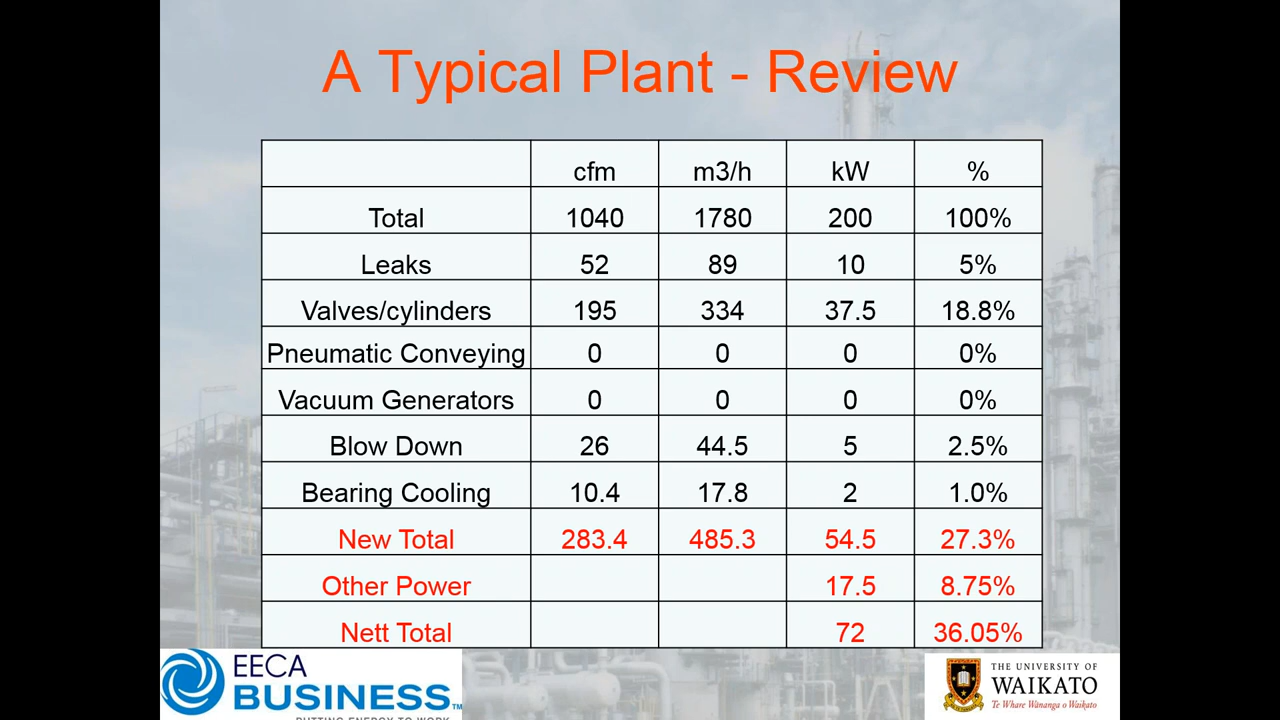 A Typical Plant - Review
cfm m3/h kW %
Total 1040 1780 200 100%
Leaks 52 89 10 5%
Valves/cylinders 195 334 37.5 18.8%
Pneumatic Conveying 0 0 0 0%
Vacuum Generators 0 0 0 0%
Blow Down 26 44.5 5 2.5%
Bearing Cooling 10.4 17.8 2 1.0%
New Total 283.4 485.3 54.5 27.3%
Other Power 17.5 8.75%
Nett Total 72 36.05%
EECA
BUSINESS™
PUTTING ENERGY TO WORK
THE UNIVERSITY OF
WAIKATO
Te Whare Wānanga o Waikato